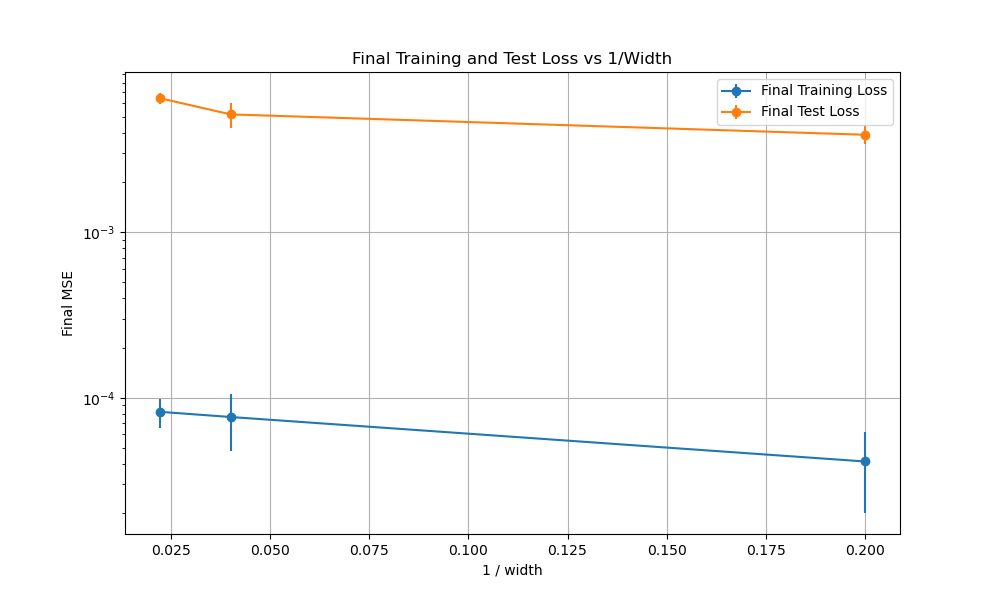 Final Training and Test Loss vs 1/Width
Final Training Loss
Final Test Loss
Final MSE
10⁻³
10⁻⁴
0.025 0.050 0.075 0.100 0.125 0.150 0.175 0.200
1 / width